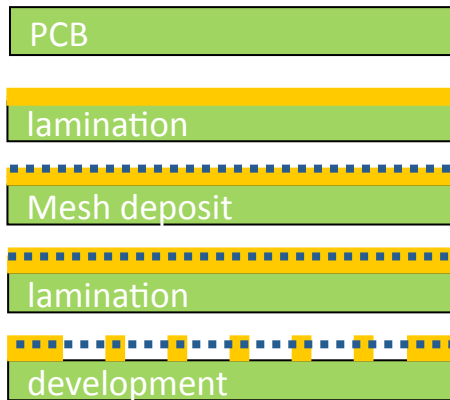 PCB
lamination
Mesh deposit
lamination
development